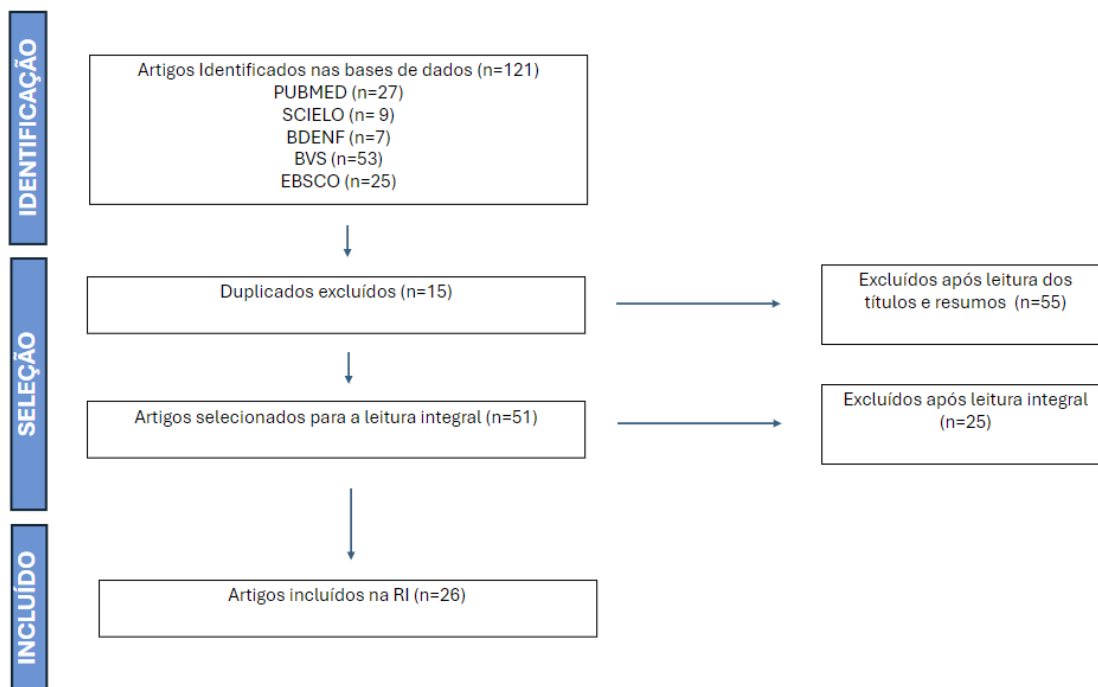 IDENTIFICAÇÃO
Artigos Identificados nas bases de dados (n=121)
PUBMED (n=27)
SCIELO (n= 9)
BDENF (n=7)
BVS (n=53)
EBSCO (n=25)
SELEÇÃO
Duplicados excluídos (n=15)
Excluídos após leitura dos
títulos e resumos (n=55)
Artigos selecionados para a leitura integral (n=51)
Excluídos após leitura integral
(n=25)
INCLUÍDO
Artigos incluídos na RI (n=26)